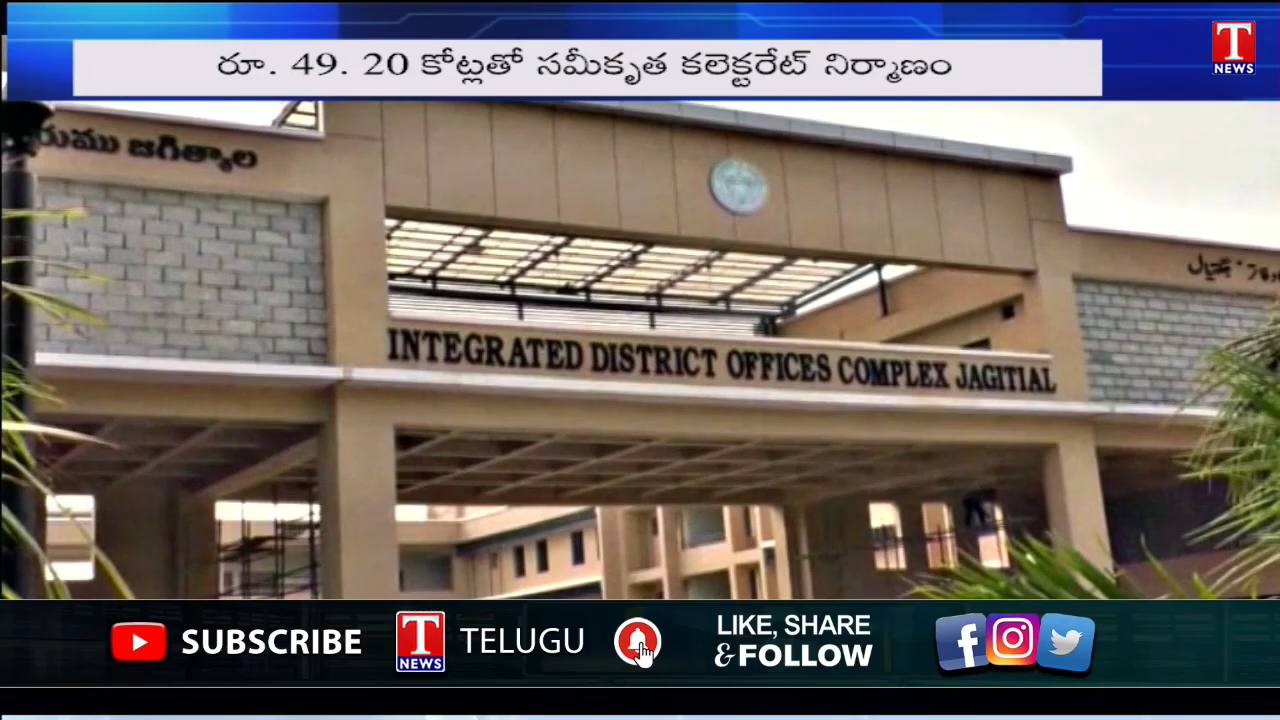 T
NEWS
రూ. 49. 20 కోట్లతో సమీకృత కలెక్టరేట్ నిర్మాణం
జగిత్యాల
INTEGRATED DISTRICT OFFICES COMPLEX JAGITIAL
SUBSCRIBE
T
NEWS
TELUGU
LIKE, SHARE
& FOLLOW